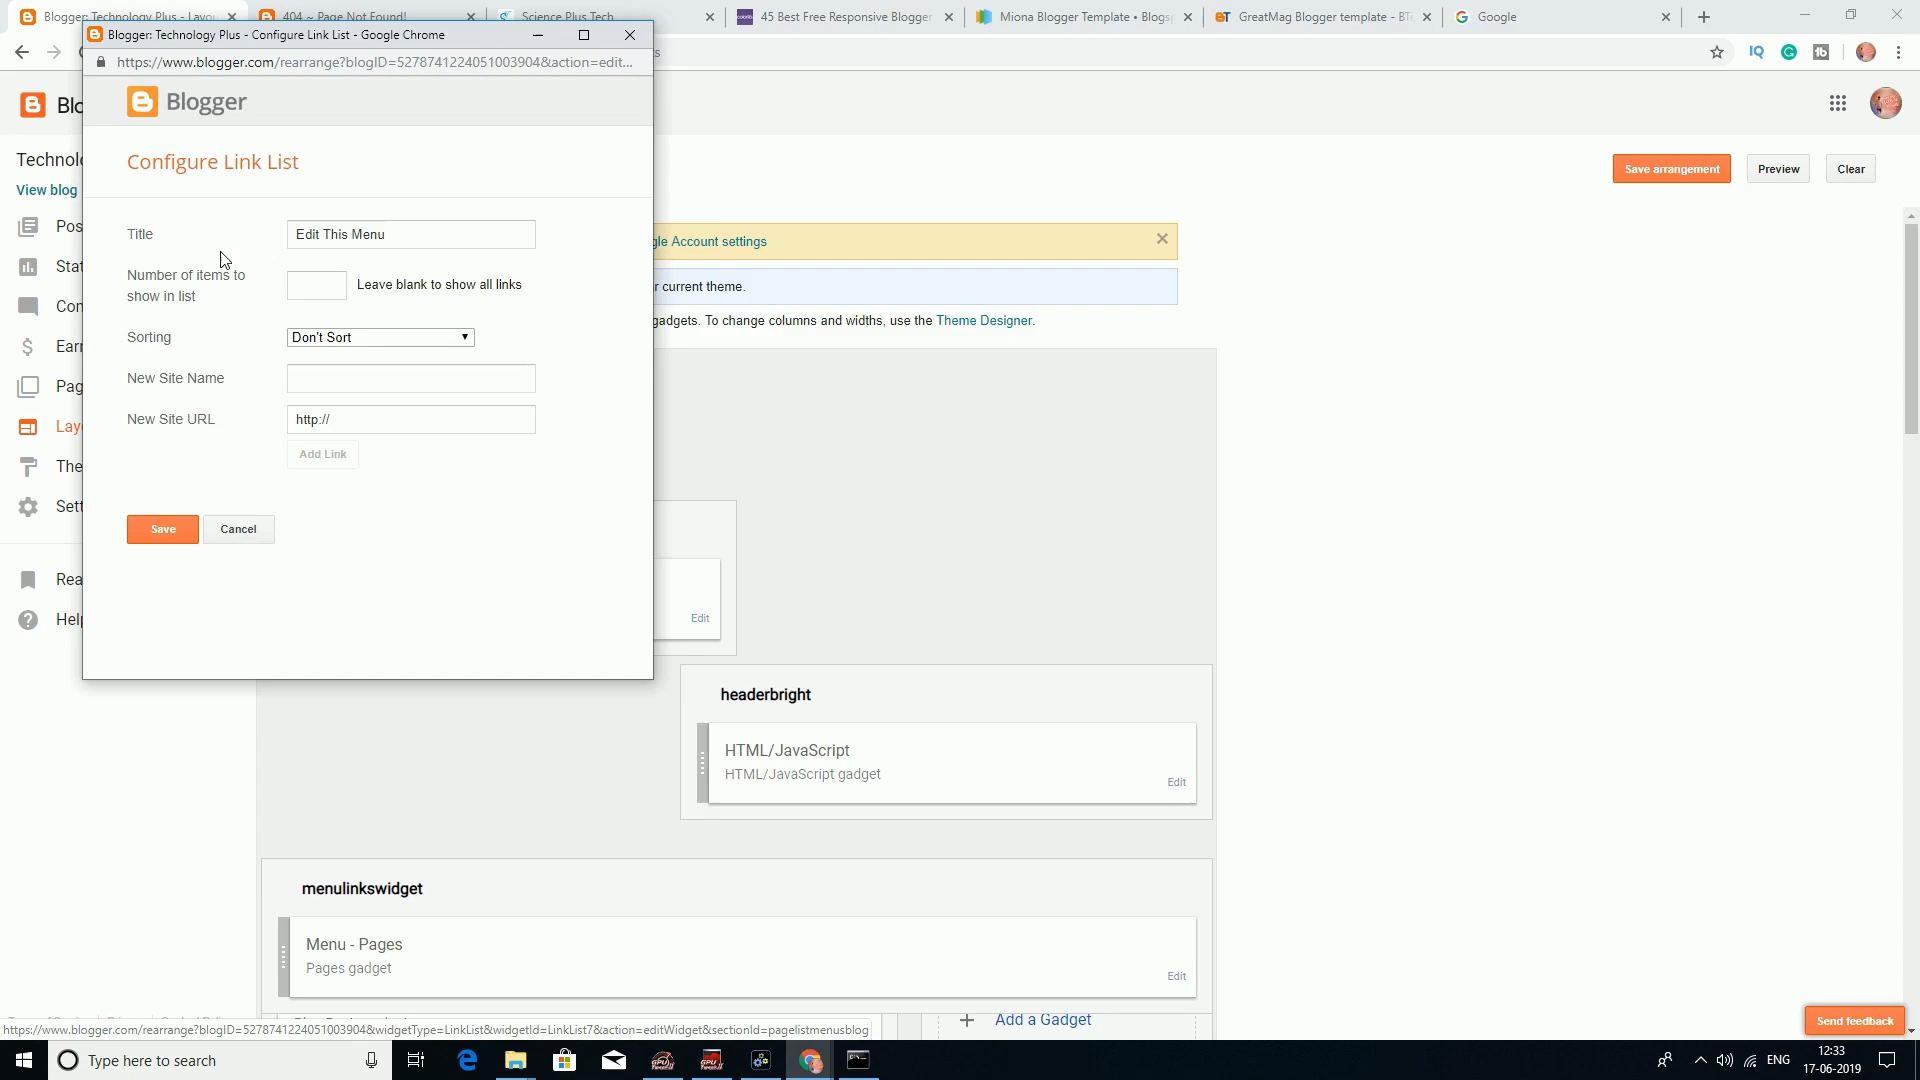 Blogger: Technology Plus - Layou
404 ~ Page Not Found!
Science Plus Tech
45 Best Free Responsive Blogger
Miona Blogger Template • Blogsp
GreatMag Blogger template - BTe
Google
Blogger: Technology Plus - Configure Link List - Google Chrome
https://www.blogger.com/rearrange?blogID=5278741224051003904&action=edit...
Blogger
Configure Link List
Title
Edit This Menu
Number of items to
show in list
Leave blank to show all links
Sorting
Don't Sort
New Site Name
New Site URL
http://
Add Link
Save
Cancel
Blo
Technolo
View blog
Pos
Stat
Con
Earn
Pag
Layo
The
Sett
Rea
Help
Save arrangement
Preview
Clear
gle Account settings
r current theme.
gadgets. To change columns and widths, use the Theme Designer.
Edit
headerbright
HTML/JavaScript
HTML/JavaScript gadget
Edit
menulinkswidget
Menu - Pages
Pages gadget
Edit
Add a Gadget
Send feedback
https://www.blogger.com/rearrange?blogID=5278741224051003904&widgetType=LinkList&widgetId=LinkList7&action=editWidget&sectionId=pagelistmenusblog
Type here to search
ENG
12:33
17-06-2019